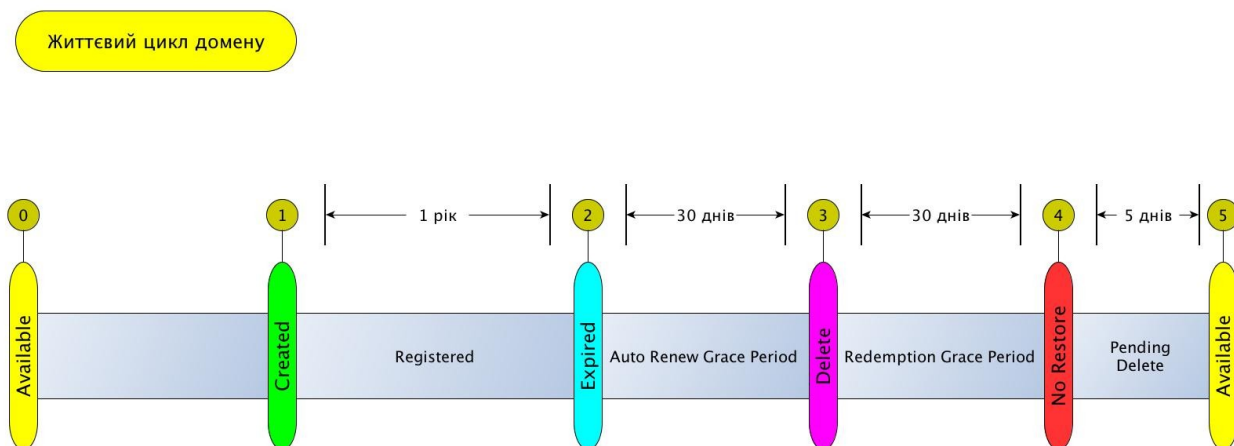 Життєвий цикл домену
0
1
1 рік
2
30 днів
3
30 днів
4
5 днів
5
Available
Created
Registered
Expired
Auto Renew Grace Period
Delete
Redemption Grace Period
No Restore
Pending
Delete
Available